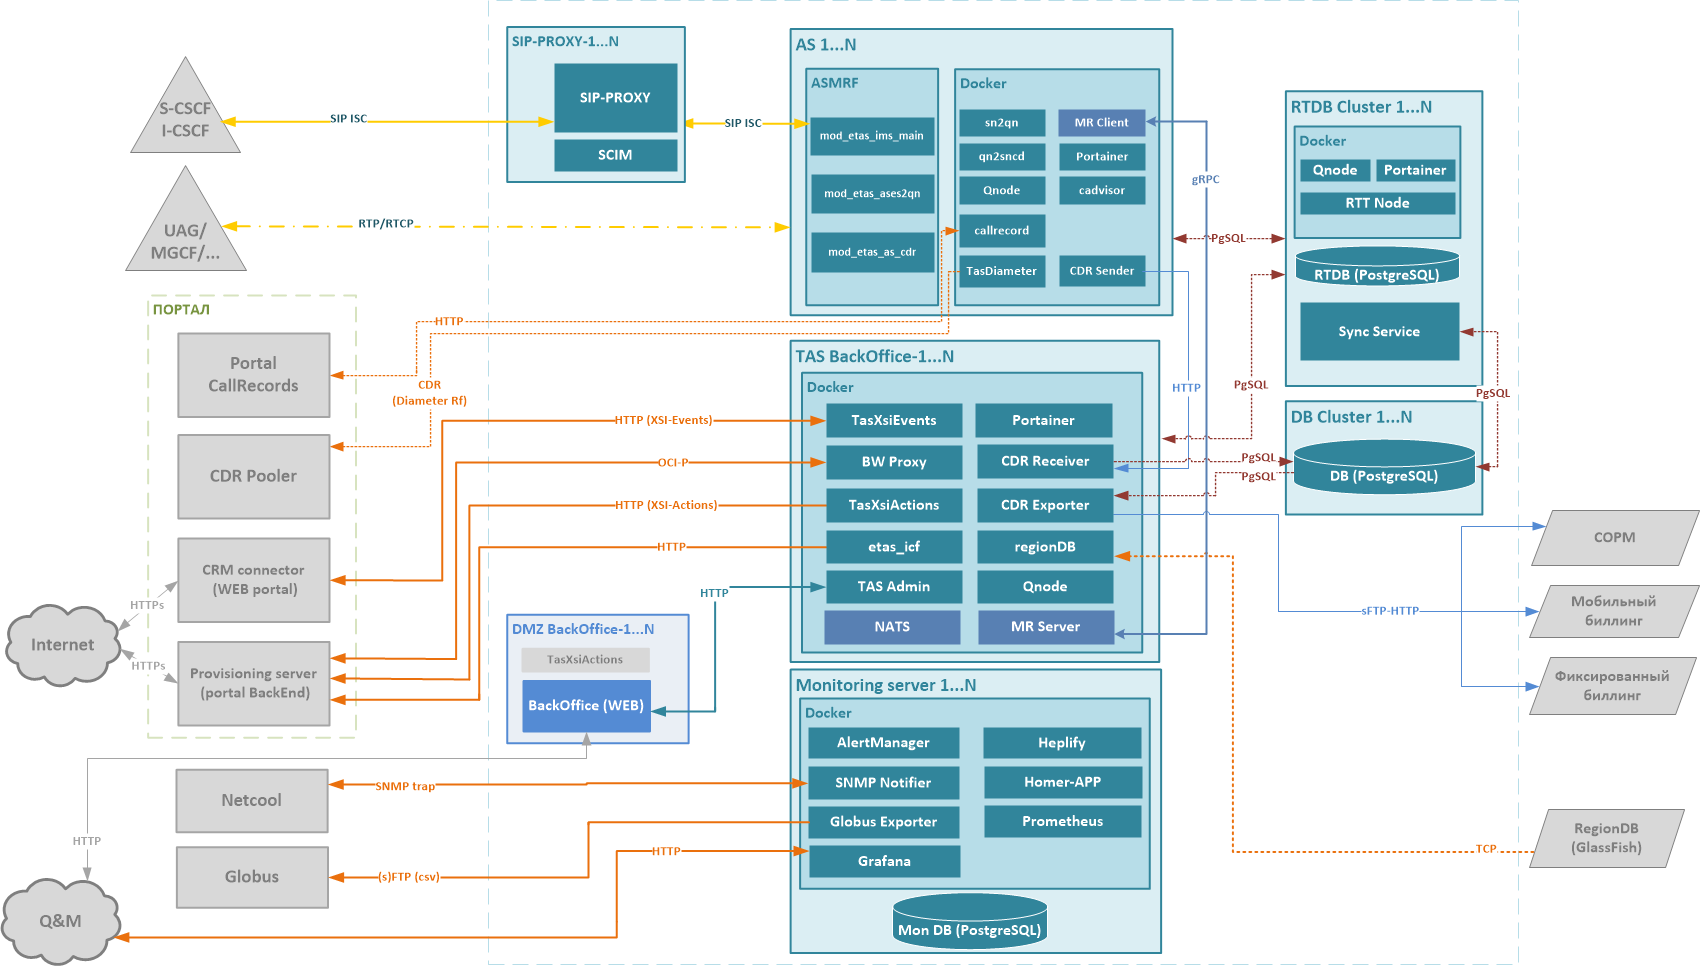 SIP-PROXY-1...N
SIP-PROXY
SCIM
S-CSCF
I-CSCF
SIP ISC
SIP ISC
UAG/
MGCF/...
RTP/RTCP
AS 1...N
ASMRF
mod_etas_ims_main
mod_etas_ases2qn
mod_etas_as_cdr
Docker
sn2qn
MR Client
qn2sncd
Portainer
Qnode
cadvisor
callrecord
TasDiameter
CDR Sender
gRPC
PgSQL
RTDB Cluster 1...N
Docker
Qnode
Portainer
RTT Node
RTDB (PostgreSQL)
Sync Service
PgSQL
PgSQL
DB Cluster 1...N
DB (PostgreSQL)
PgSQL
PgSQL
ПОРТАЛ
Portal
CallRecords
CDR Pooler
CRM connector
(WEB portal)
Provisioning server
(portal BackEnd)
HTTP
CDR
(Diameter Rf)
HTTP (XSI-Events)
OCI-P
HTTP (XSI-Actions)
HTTP
Internet
HTTPs
HTTPs
TAS BackOffice-1...N
Docker
TasXsiEvents
Portainer
BW Proxy
CDR Receiver
TasXsiActions
CDR Exporter
etas_icf
regionDB
TAS Admin
Qnode
NATS
MR Server
HTTP
HTTP
DMZ BackOffice-1...N
TasXsiActions
BackOffice (WEB)
Monitoring server 1...N
Docker
AlertManager
Heplify
SNMP Notifier
Homer-APP
Globus Exporter
Prometheus
Grafana
Mon DB (PostgreSQL)
Netcool
SNMP trap
Globus
(s)FTP (csv)
HTTP
HTTP
Q&M
СОРМ
sFTP-HTTP
Мобильный
биллинг
Фиксированный
биллинг
RegionDB
(GlassFish)
TCP